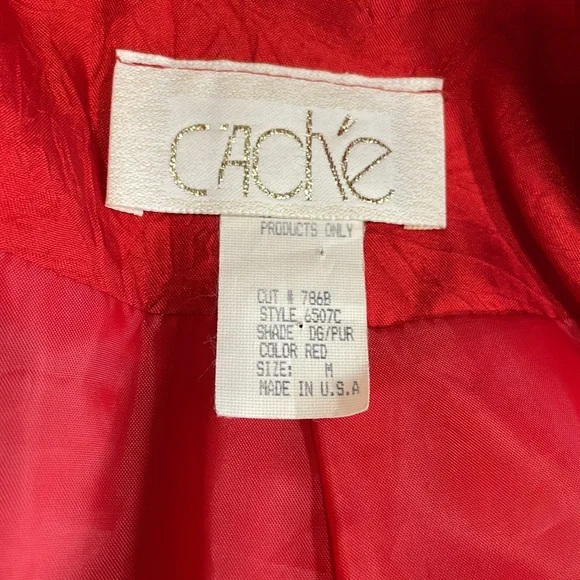 Caché
PRODUCTS ONLY
CUT # 786B
STYLE 6507C
SHADE DG/PUR
COLOR RED
SIZE: M
MADE IN U.S.A